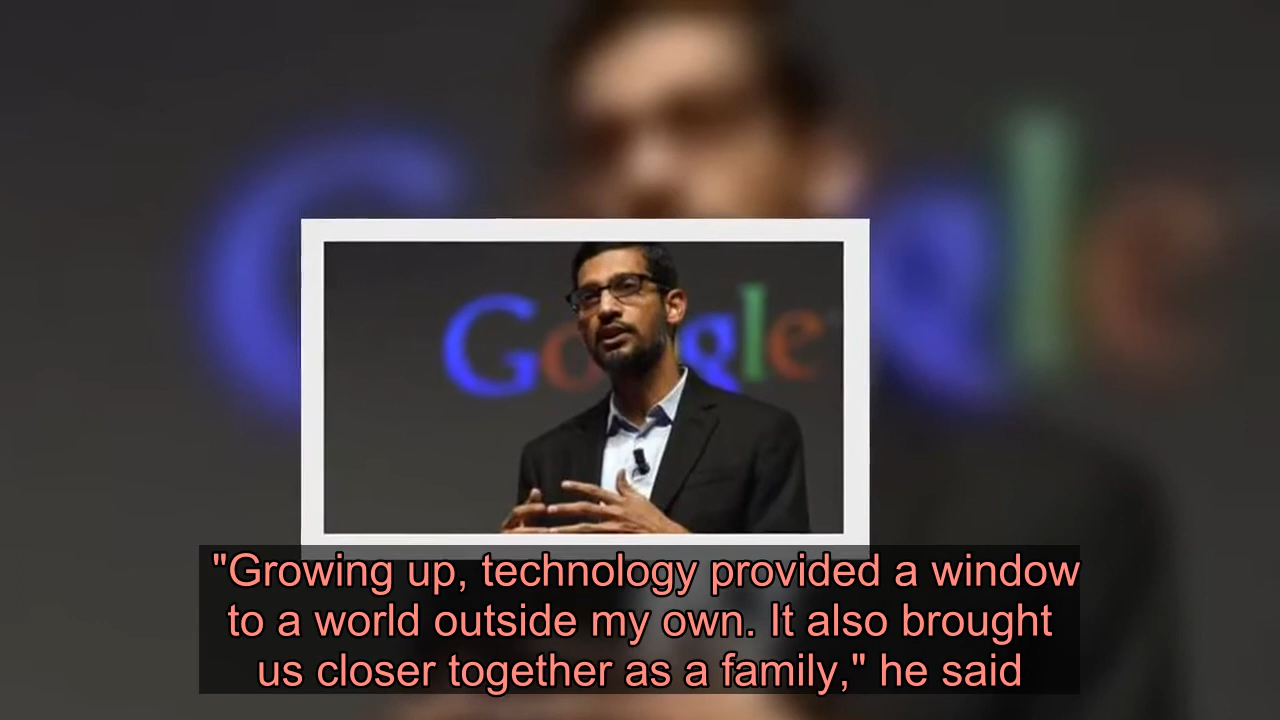 Google
"Growing up, technology provided a window
to a world outside my own. It also brought
us closer together as a family," he said